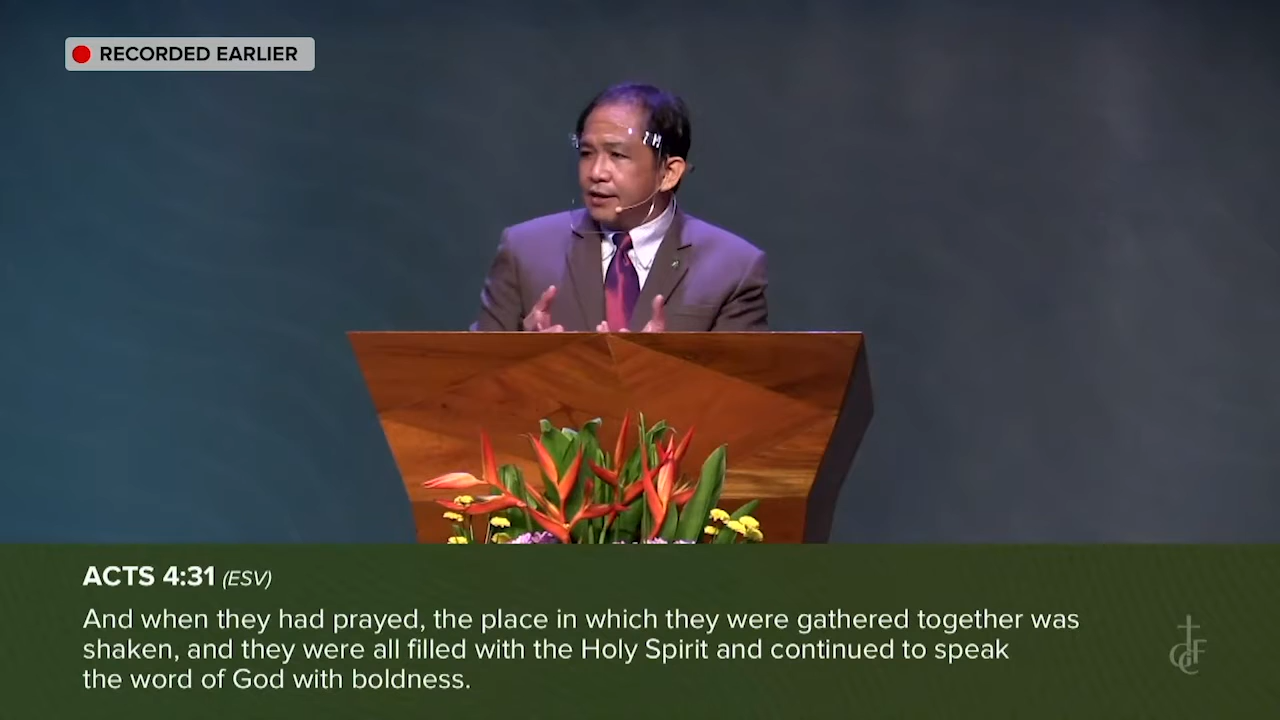 RECORDED EARLIER
ACTS 4:31 (ESV)
And when they had prayed, the place in which they were gathered together was
shaken, and they were all filled with the Holy Spirit and continued to speak
the word of God with boldness.
GCF